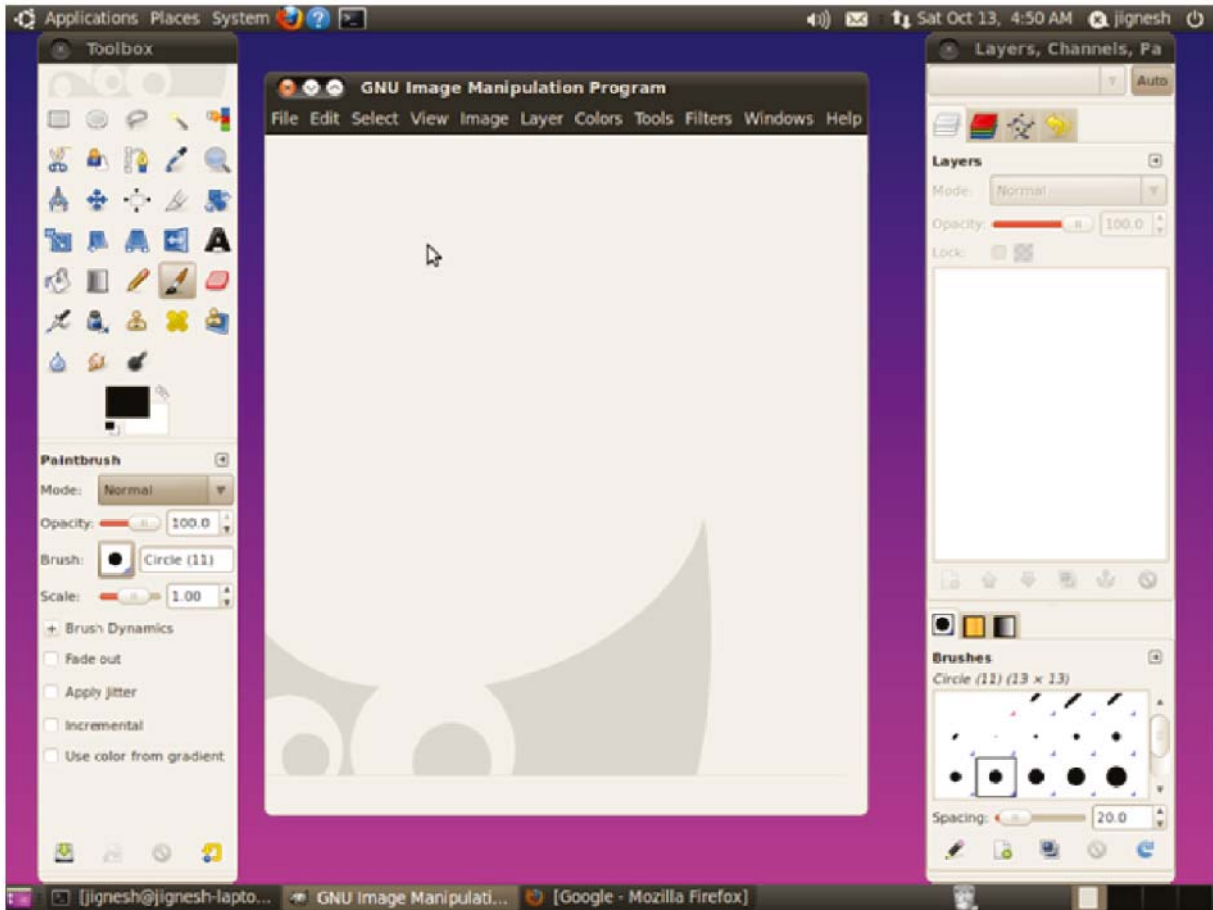 Applications Places System
Sat Oct 13, 4:50 AM jignesh
Toolbox
Paintbrush
Mode: Normal
Opacity: 100.0
Brush: Circle (11)
Scale: 1.00
Brush Dynamics
Fade out
Apply Jitter
Incremental
Use color from gradient
GNU Image Manipulation Program
File Edit Select View Image Layer Colors Tools Filters Windows Help
Layers, Channels, Pa
Auto
Layers
Mode: Normal
Opacity: 100.0
Lock:
Brushes
Circle (11) (13 × 13)
Spacing: 20.0
[jignesh@jignesh-lapto... GNU Image Manipulati... [Google - Mozilla Firefox]